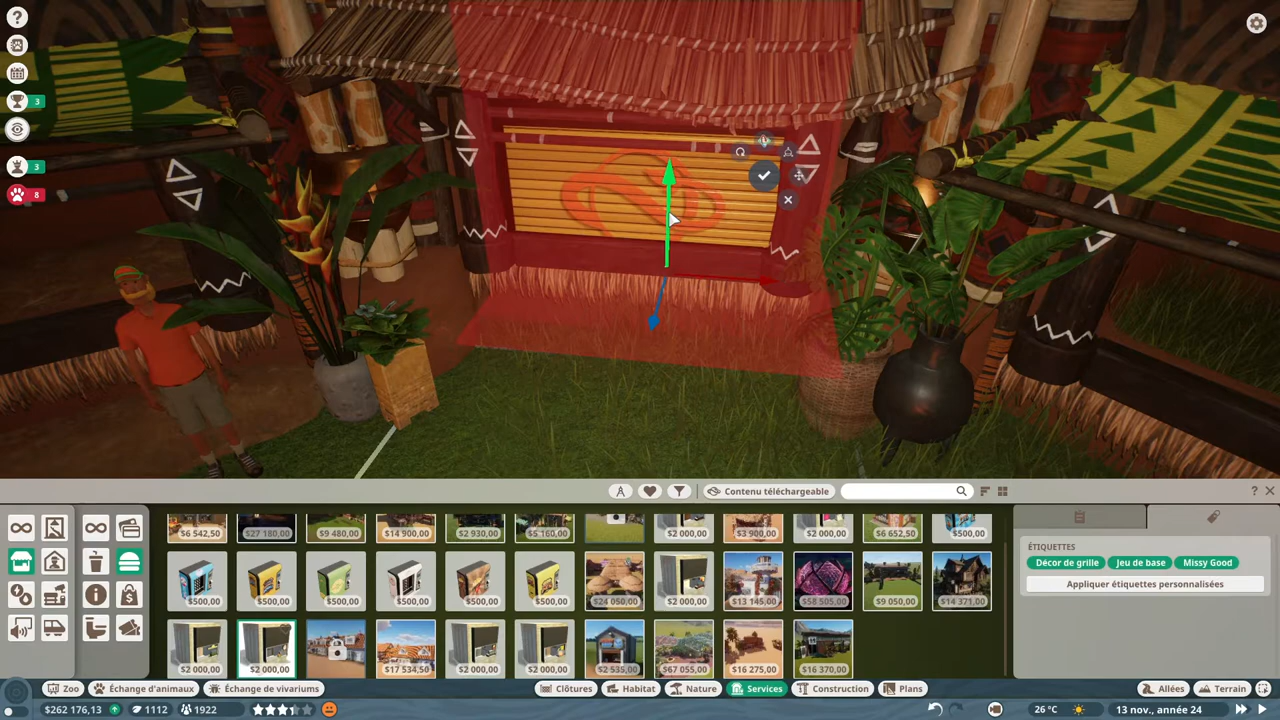 ?
3
3
8
Contenu téléchargeable
? ×
$6 542,50 $27 180,00 $9 480,00 $14 900,00 $2 930,00 $5 160,00 $2 000,00 $3 900,00 $2 000,00 $6 652,50 $500,00
$500,00 $500,00 $500,00 $500,00 $500,00 $500,00 $24 050,00 $2 000,00 $13 145,00 $58 505,00 $9 050,00 $14 371,00
$2 000,00 $2 000,00 $17 534,50 $2 000,00 $2 000,00 $2 535,00 $67 055,00 $16 275,00 $16 370,00
ÉTIQUETTES
Décor de grille Jeu de base Missy Good
Appliquer étiquettes personnalisées
Zoo Échange d'animaux Échange de vivariums Clôtures Habitat Nature Services Construction Plans Allées Terrain
$262 176,13 1112 1922 26 °C 13 nov., année 24